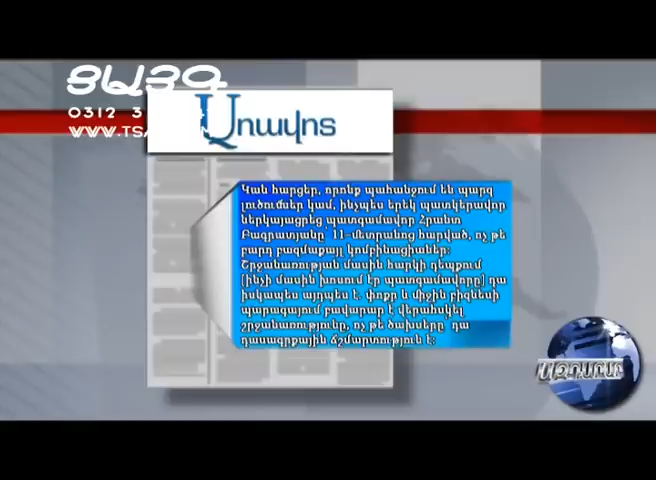 ՑԱՅԳ
0312 3
WWW.TSA
Առավոտ
Կան հարցեր, որոնք պահանջում են պարզ
լուծումներ կամ, ինչպես երեկ պատկերավոր
ներկայացրեց պատգամավոր Հրանտ
Բագրատյանը՝ 11-մետրանոց հարված, ոչ թե
բարդ բազմաքայլ կոմբինացիաներ:
Շրջանառության մասին հարկի դեպքում
[ինչի մասին խոսում էր պատգամավորը] դա
իսկապես այդպես է. փոքր և միջին բիզնեսի
պարագայում բավարար է վերահսկել
շրջանառությունը, ոչ թե ծախսերը՝ դա
դասագրքային ճշմարտություն է: